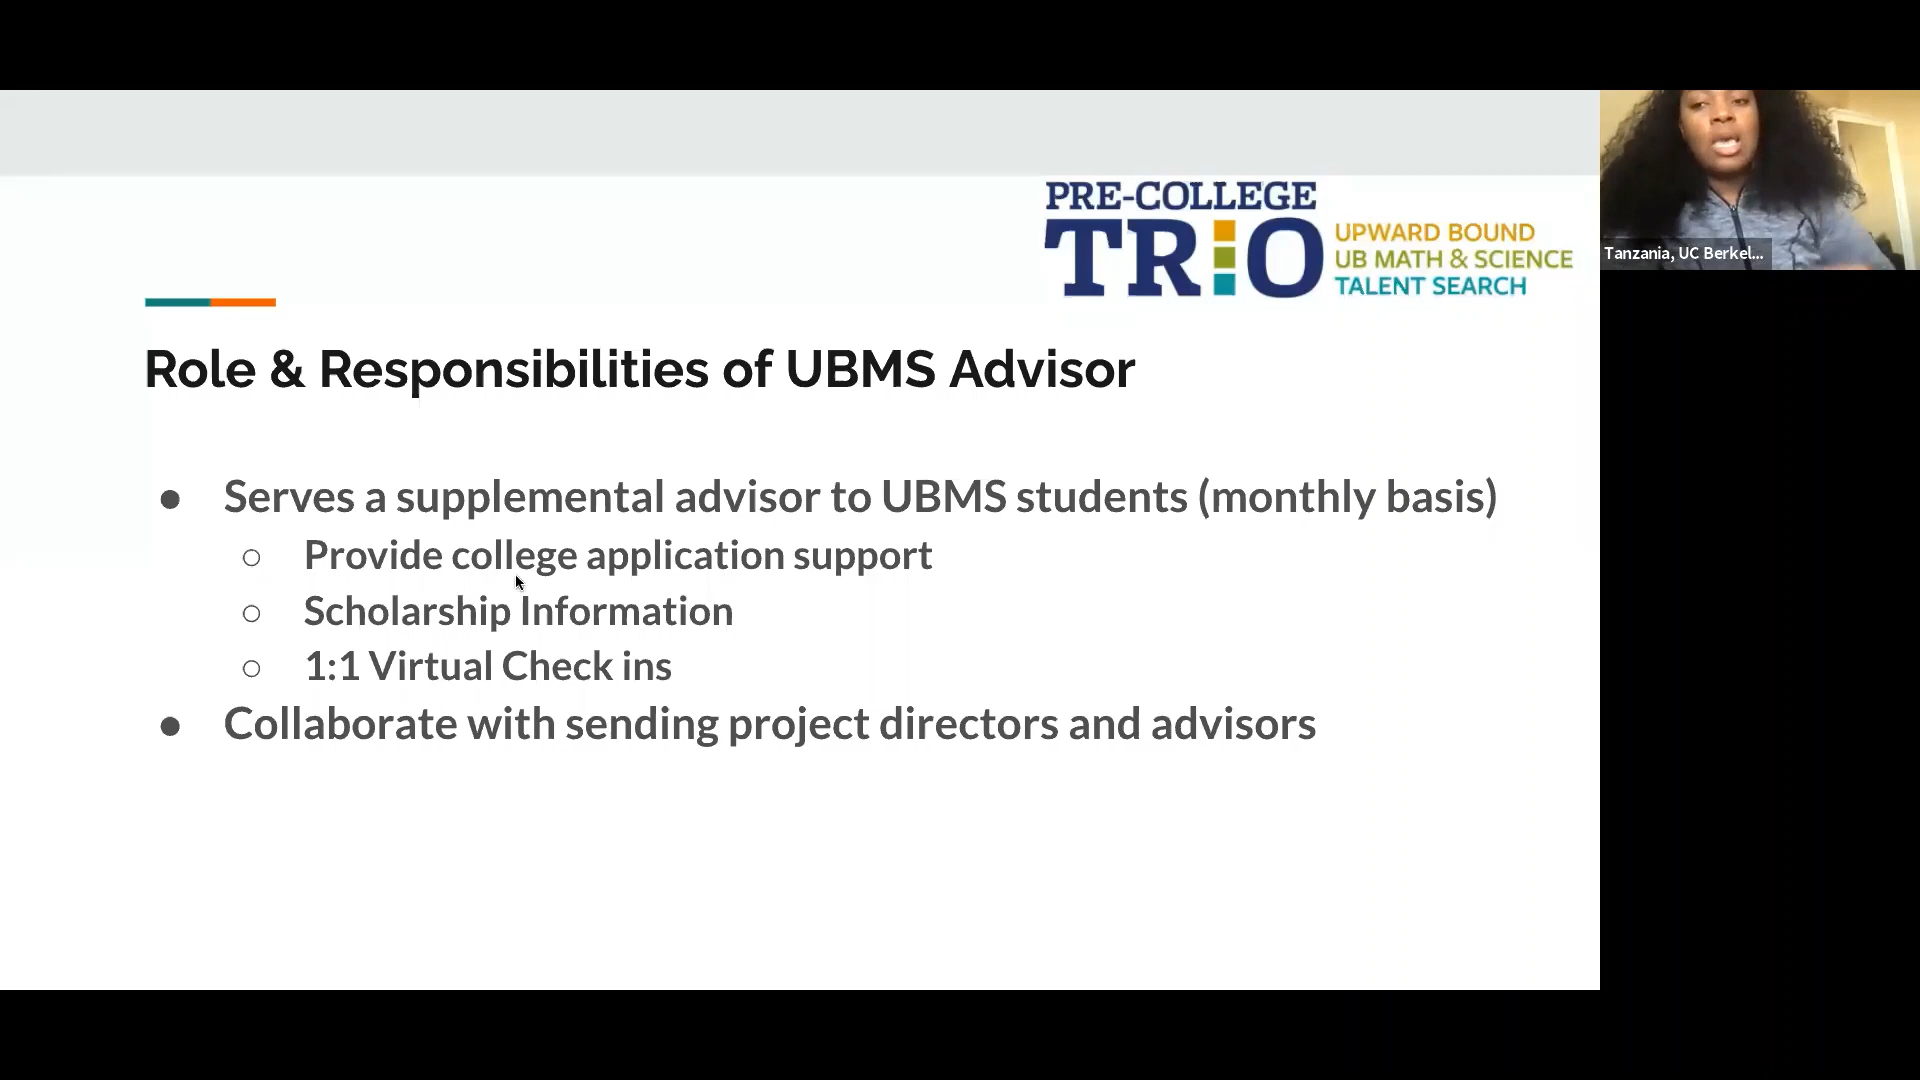 PRE-COLLEGE
TRIO
UPWARD BOUND
UB MATH & SCIENCE
TALENT SEARCH
Tanzania, UC Berkel...
Role & Responsibilities of UBMS Advisor
● Serves a supplemental advisor to UBMS students (monthly basis)
○ Provide college application support
○ Scholarship Information
○ 1:1 Virtual Check ins
● Collaborate with sending project directors and advisors